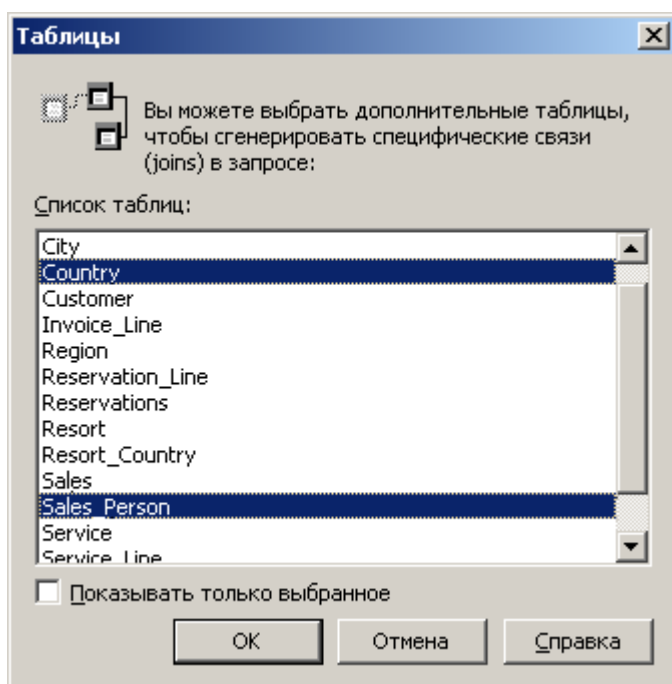 Таблицы
Вы можете выбрать дополнительные таблицы,
чтобы сгенерировать специфические связи
(joins) в запросе:
Список таблиц:
City
Country
Customer
Invoice_Line
Region
Reservation_Line
Reservations
Resort
Resort_Country
Sales
Sales_Person
Service
Service_Line
Показывать только выбранное
OK
Отмена
Справка